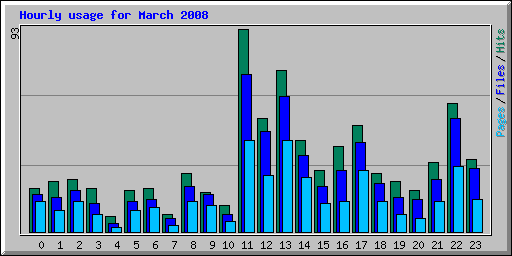 Hourly usage for March 2008
93
Pages / Files / Hits
0 1 2 3 4 5 6 7 8 9 10 11 12 13 14 15 16 17 18 19 20 21 22 23